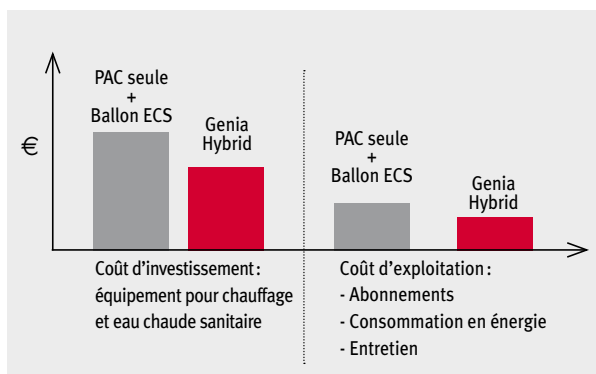 €
PAC seule
+
Ballon ECS
Genia
Hybrid
PAC seule
+
Ballon ECS
Genia
Hybrid
Coût d'investissement :
équipement pour chauffage
et eau chaude sanitaire
Coût d'exploitation :
- Abonnements
- Consommation en énergie
- Entretien